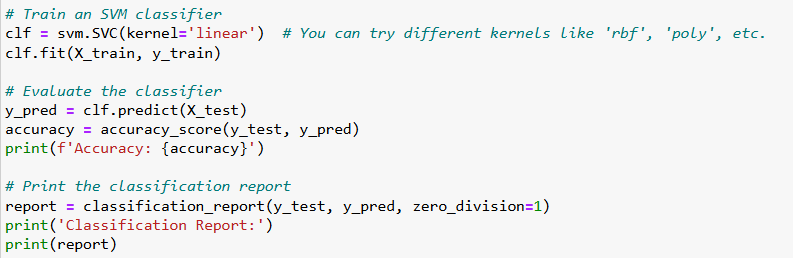 # Train an SVM classifier
clf = svm.SVC(kernel='linear')  # You can try different kernels like 'rbf', 'poly', etc.
clf.fit(X_train, y_train)

# Evaluate the classifier
y_pred = clf.predict(X_test)
accuracy = accuracy_score(y_test, y_pred)
print(f'Accuracy: {accuracy}')

# Print the classification report
report = classification_report(y_test, y_pred, zero_division=1)
print('Classification Report:')
print(report)